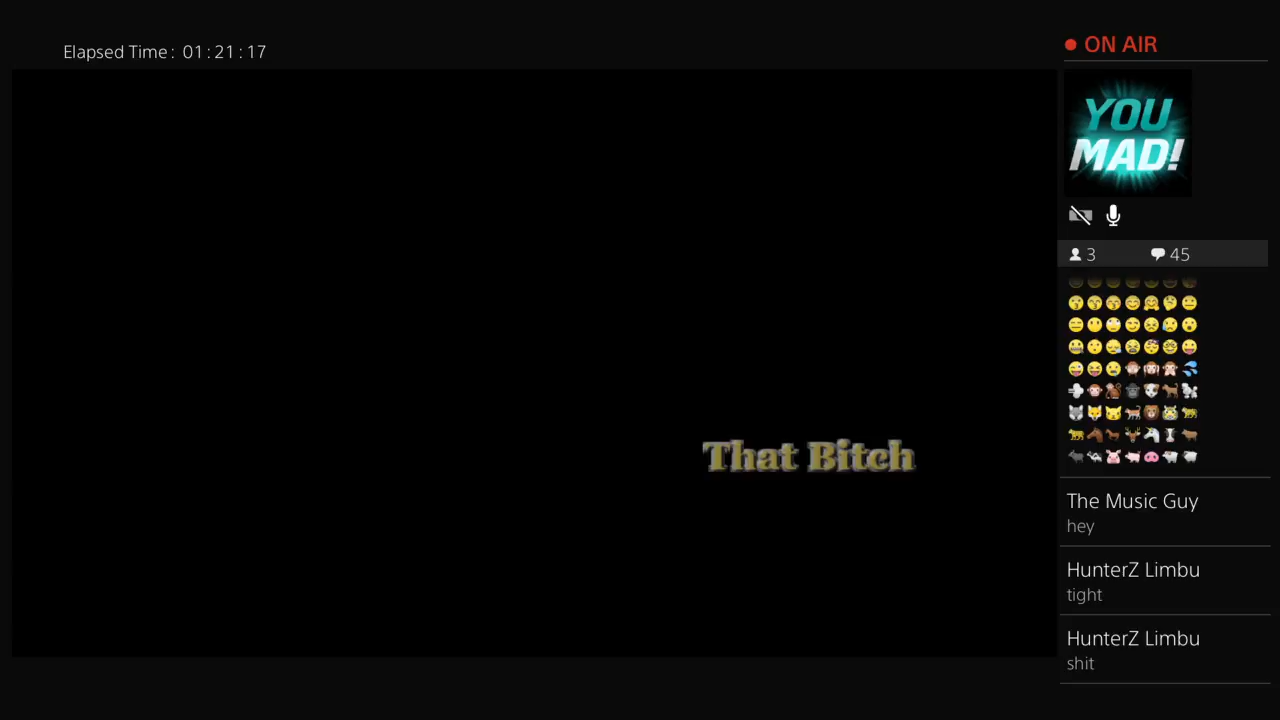 Elapsed Time: 01:21:17
ON AIR
YOU
MAD!
3 45
That Bitch
The Music Guy
hey
HunterZ Limbu
tight
HunterZ Limbu
shit